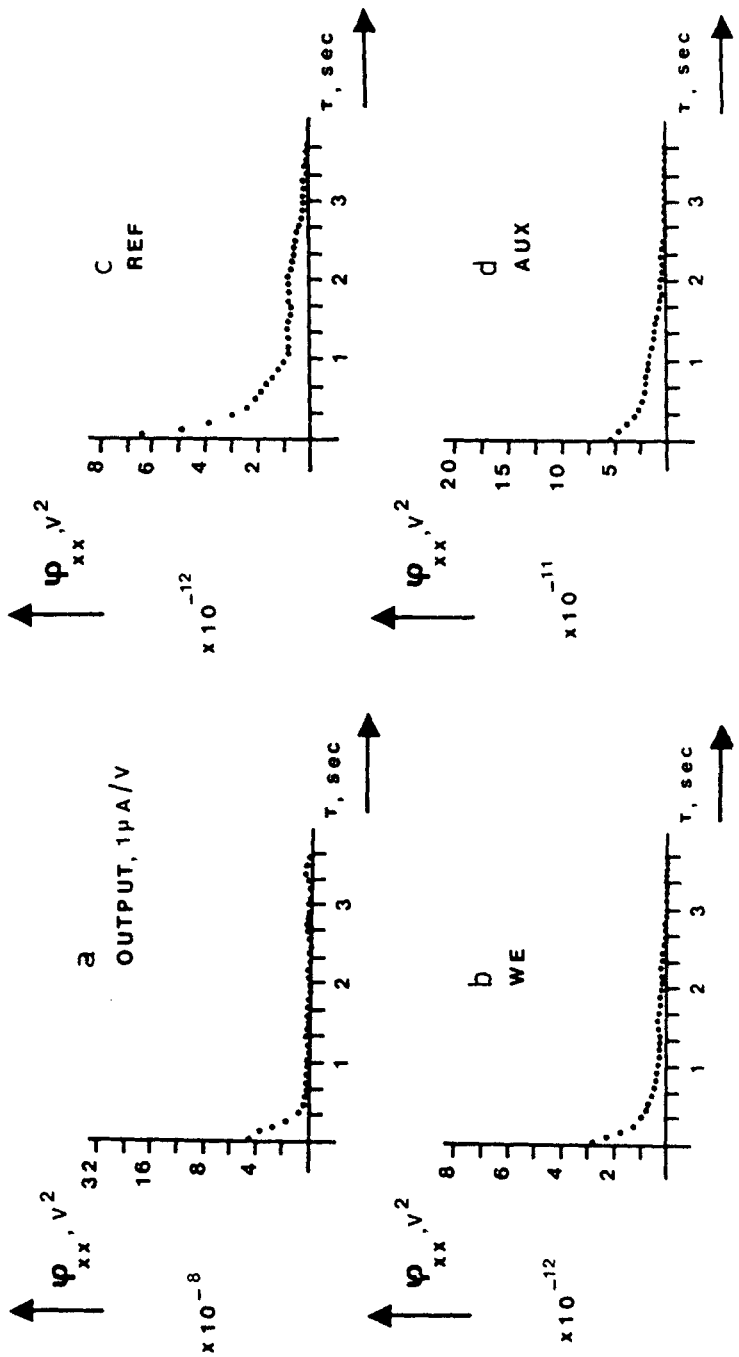 φxx, V²
x10⁻⁸
32
16
8
4
a
OUTPUT, 1μA/V
1
2
3
τ, sec
φxx, V²
x10⁻¹²
8
6
4
2
c
REF
1
2
3
τ, sec
φxx, V²
x10⁻¹²
8
6
4
2
b
WE
1
2
3
τ, sec
φxx, V²
x10⁻¹¹
20
15
10
5
d
AUX
1
2
3
τ, sec